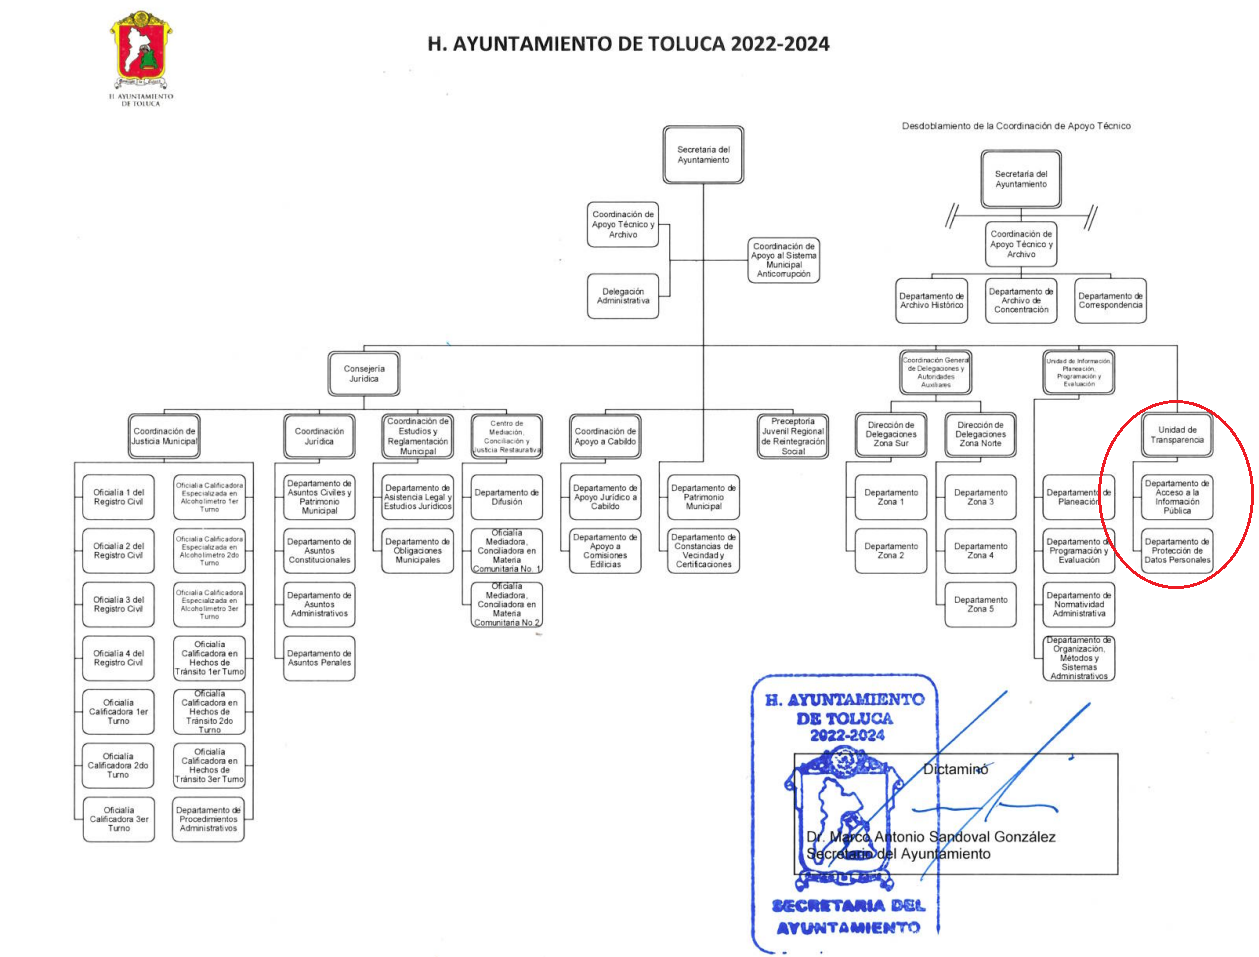 H. AYUNTAMIENTO DE TOLUCA 2022-2024
H AYUNTAMIENTO
DE TOLUCA
Desdoblamiento de la Coordinación de Apoyo Técnico
Secretaria del
Ayuntamiento
Secretaría del
Ayuntamiento
Coordinación de
Apoyo Técnico y
Archivo
Coordinación de
Apoyo al Sistema
Municipal
Anticorrupción
Delegación
Administrativa
Coordinación de
Apoyo Técnico y
Archivo
Departamento de
Archivo Histórico
Departamento de
Archivo de
Concentración
Departamento de
Correspondencia
Consejería
Jurídica
Coordinación General
de Delegaciones y
Autoridades
Auxiliares
Unidad de Información,
Planeación,
Programación y
Evaluación
Coordinación de
Justicia Municipal
Coordinación
Jurídica
Coordinación
de Estudios y
Reglamentación
Municipal
Centro de
Mediación,
Conciliación y
Justicia Restaurativa
Coordinación de
Apoyo a Cabildo
Preceptoría
Juvenil Regional
de Reintegración
Social
Dirección de
Delegaciones
Zona Sur
Dirección de
Delegaciones
Zona Norte
Unidad de
Transparencia
Oficialía 1 del
Registro Civil
Oficialía 2 del
Registro Civil
Oficialía 3 del
Registro Civil
Oficialía 4 del
Registro Civil
Oficialía
Calificadora 1er
Turno
Oficialía
Calificadora 2do
Turno
Oficialía
Calificadora 3er
Turno
Oficialía Calificadora
Especializada en
Alcoholímetro 1er
Turno
Oficialía Calificadora
Especializada en
Alcoholímetro 2do
Turno
Oficialía Calificadora
Especializada en
Alcoholímetro 3er
Turno
Oficialía
Calificadora en
Hechos de
Tránsito 1er Turno
Oficialía
Calificadora en
Hechos de
Tránsito 2do
Turno
Oficialía
Calificadora en
Hechos de
Tránsito 3er Turno
Departamento de
Procedimientos
Administrativos
Departamento de
Asuntos Civiles y
Patrimonio
Municipal
Departamento de
Asuntos
Constitucionales
Departamento de
Asuntos
Administrativos
Departamento de
Asuntos Penales
Departamento de
Asistencia Legal y
Estudios Jurídicos
Departamento de
Obligaciones
Municipales
Departamento de
Difusión
Oficialía
Mediadora,
Conciliadora en
Materia
Comunitaria No. 1
Oficialía
Mediadora,
Conciliadora en
Materia
Comunitaria No.2
Departamento de
Apoyo Jurídico a
Cabildo
Departamento de
Apoyo a
Comisiones
Edilicias
Departamento de
Patrimonio
Municipal
Departamento de
Constancias de
Vecindad y
Certificaciones
Departamento
Zona 1
Departamento
Zona 2
Departamento
Zona 3
Departamento
Zona 4
Departamento
Zona 5
Departamento de
Planeación
Departamento de
Programación y
Evaluación
Departamento de
Normatividad
Administrativa
Departamento de
Organización,
Métodos y
Sistemas
Administrativos
Departamento de
Acceso a la
Información
Pública
Departamento de
Protección de
Datos Personales
H. AYUNTAMIENTO
DE TOLUCA
2022-2024
Dictaminó
Dr. Marco Antonio Sandoval González
Secretario del Ayuntamiento
SECRETARIA DEL
AYUNTAMIENTO